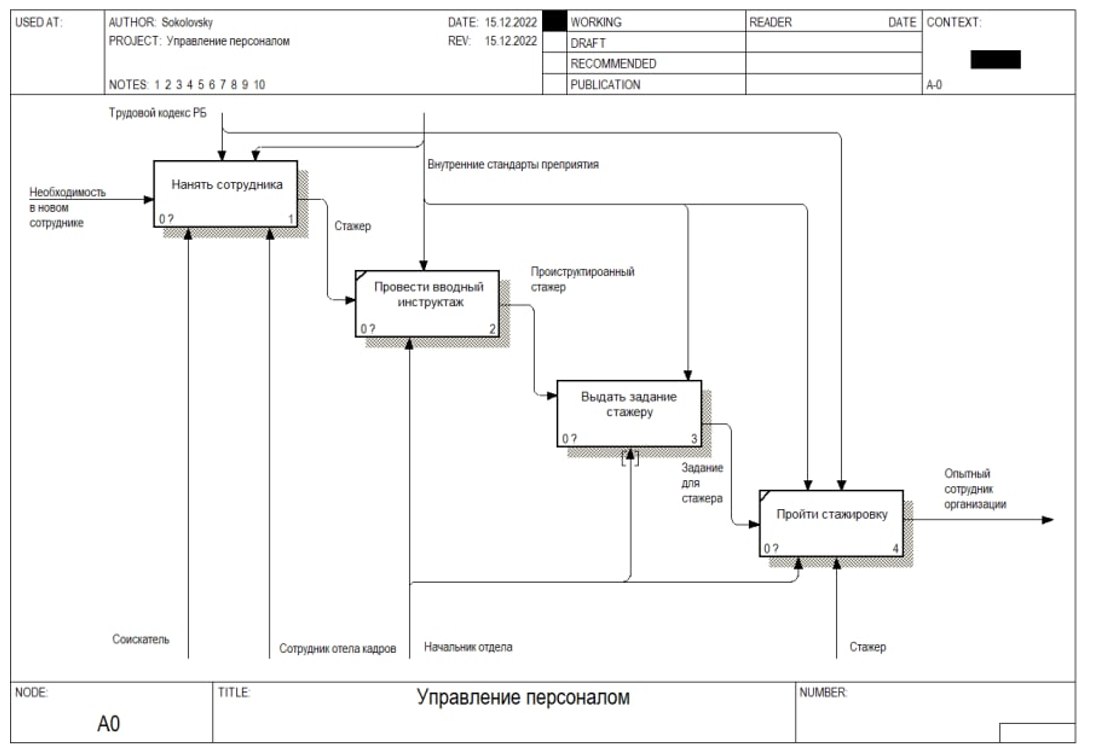 USED AT:
AUTHOR: Sokolovsky
DATE: 15.12.2022
PROJECT: Управление персоналом
REV: 15.12.2022
NOTES: 1 2 3 4 5 6 7 8 9 10
WORKING
DRAFT
RECOMMENDED
PUBLICATION
READER
DATE
CONTEXT:
A-0
Трудовой кодекс РБ
Внутренние стандарты преприятия
Необходимость
в новом
сотруднике
Нанять сотрудника
0 ?
1
Стажер
Провести вводный
инструктаж
0 ?
2
Проиструктироанный
стажер
Выдать задание
стажеру
0 ?
3
Задание
для
стажера
Пройти стажировку
0 ?
4
Опытный
сотрудник
организации
Соискатель
Сотрудник отела кадров
Начальник отдела
Стажер
NODE:
A0
TITLE:
Управление персоналом
NUMBER: